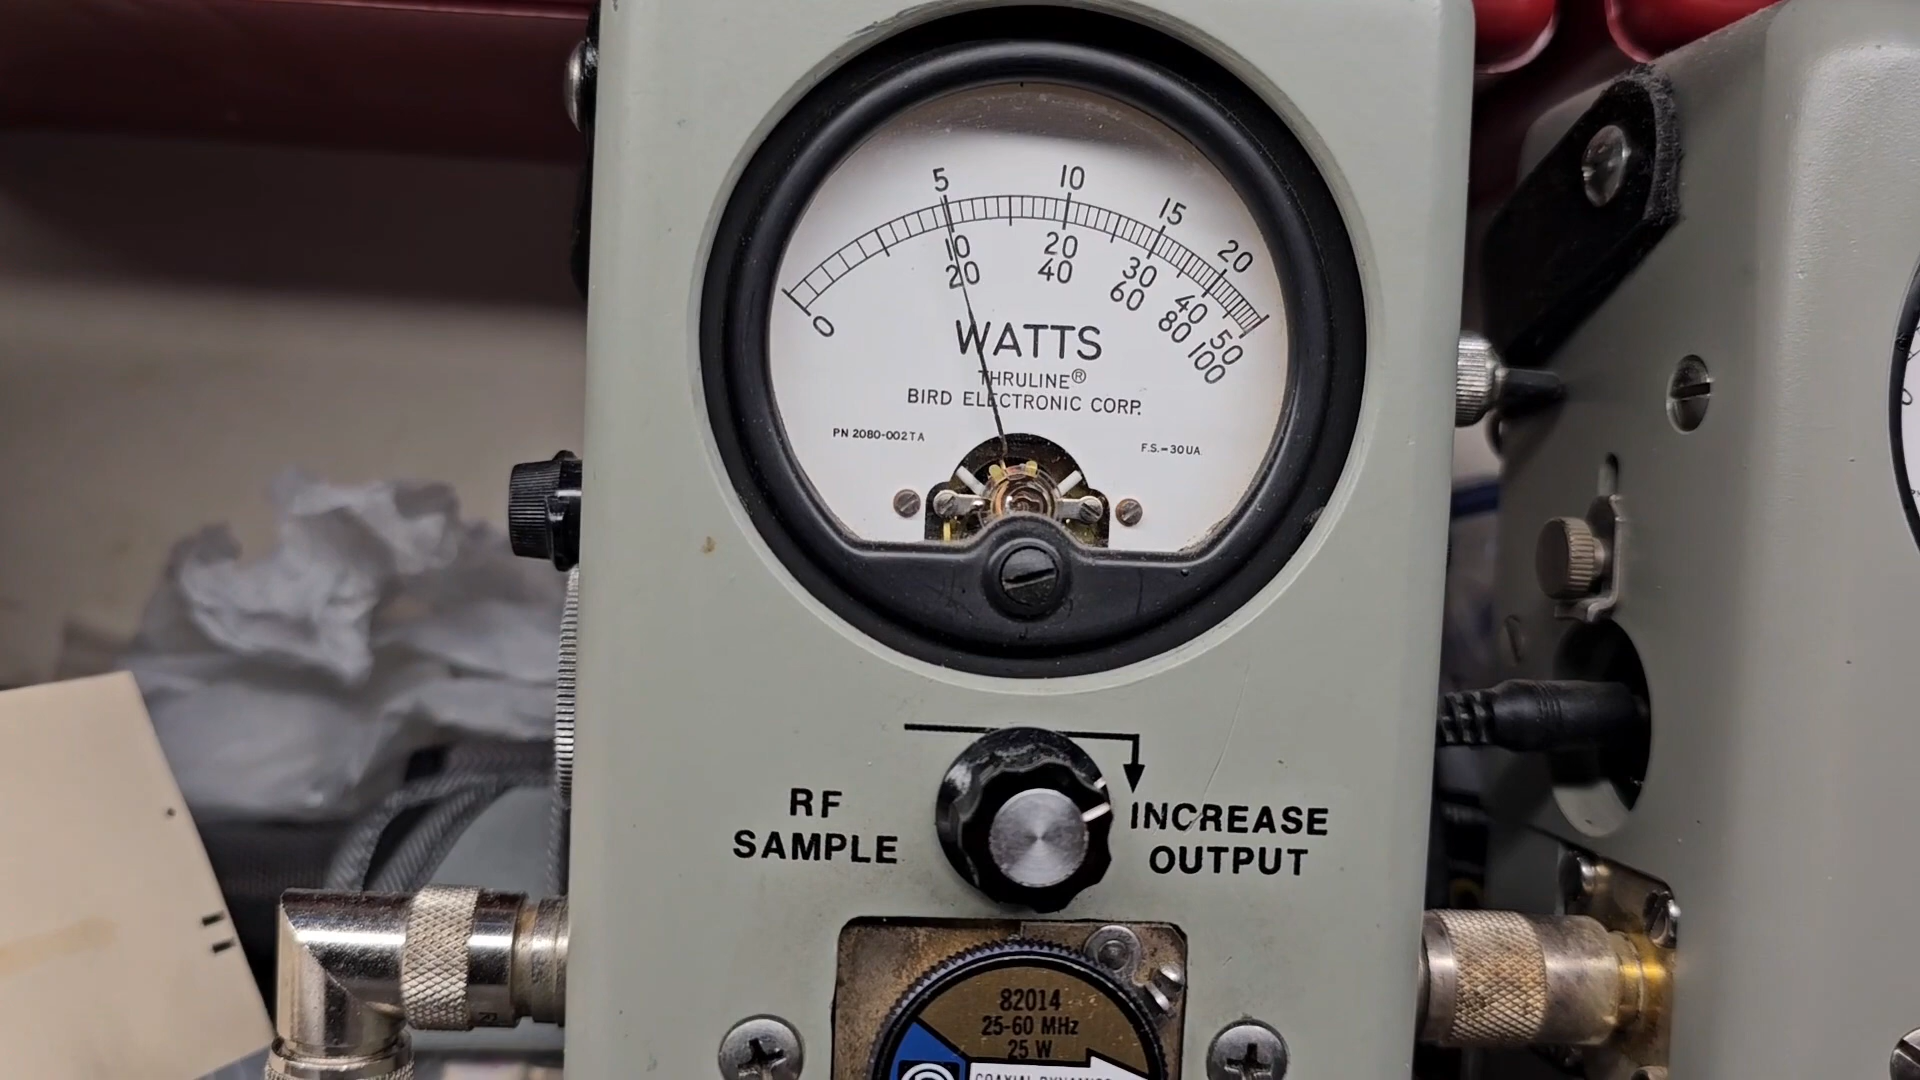 5 10 15 20
0 10 20 30 40 50
20 40 60 80 100
WATTS
THRULINE®
BIRD ELECTRONIC CORP.
PN 2080-002TA
F.S.=30UA
RF
SAMPLE
INCREASE
OUTPUT
82014
25-60 MHz
25 W